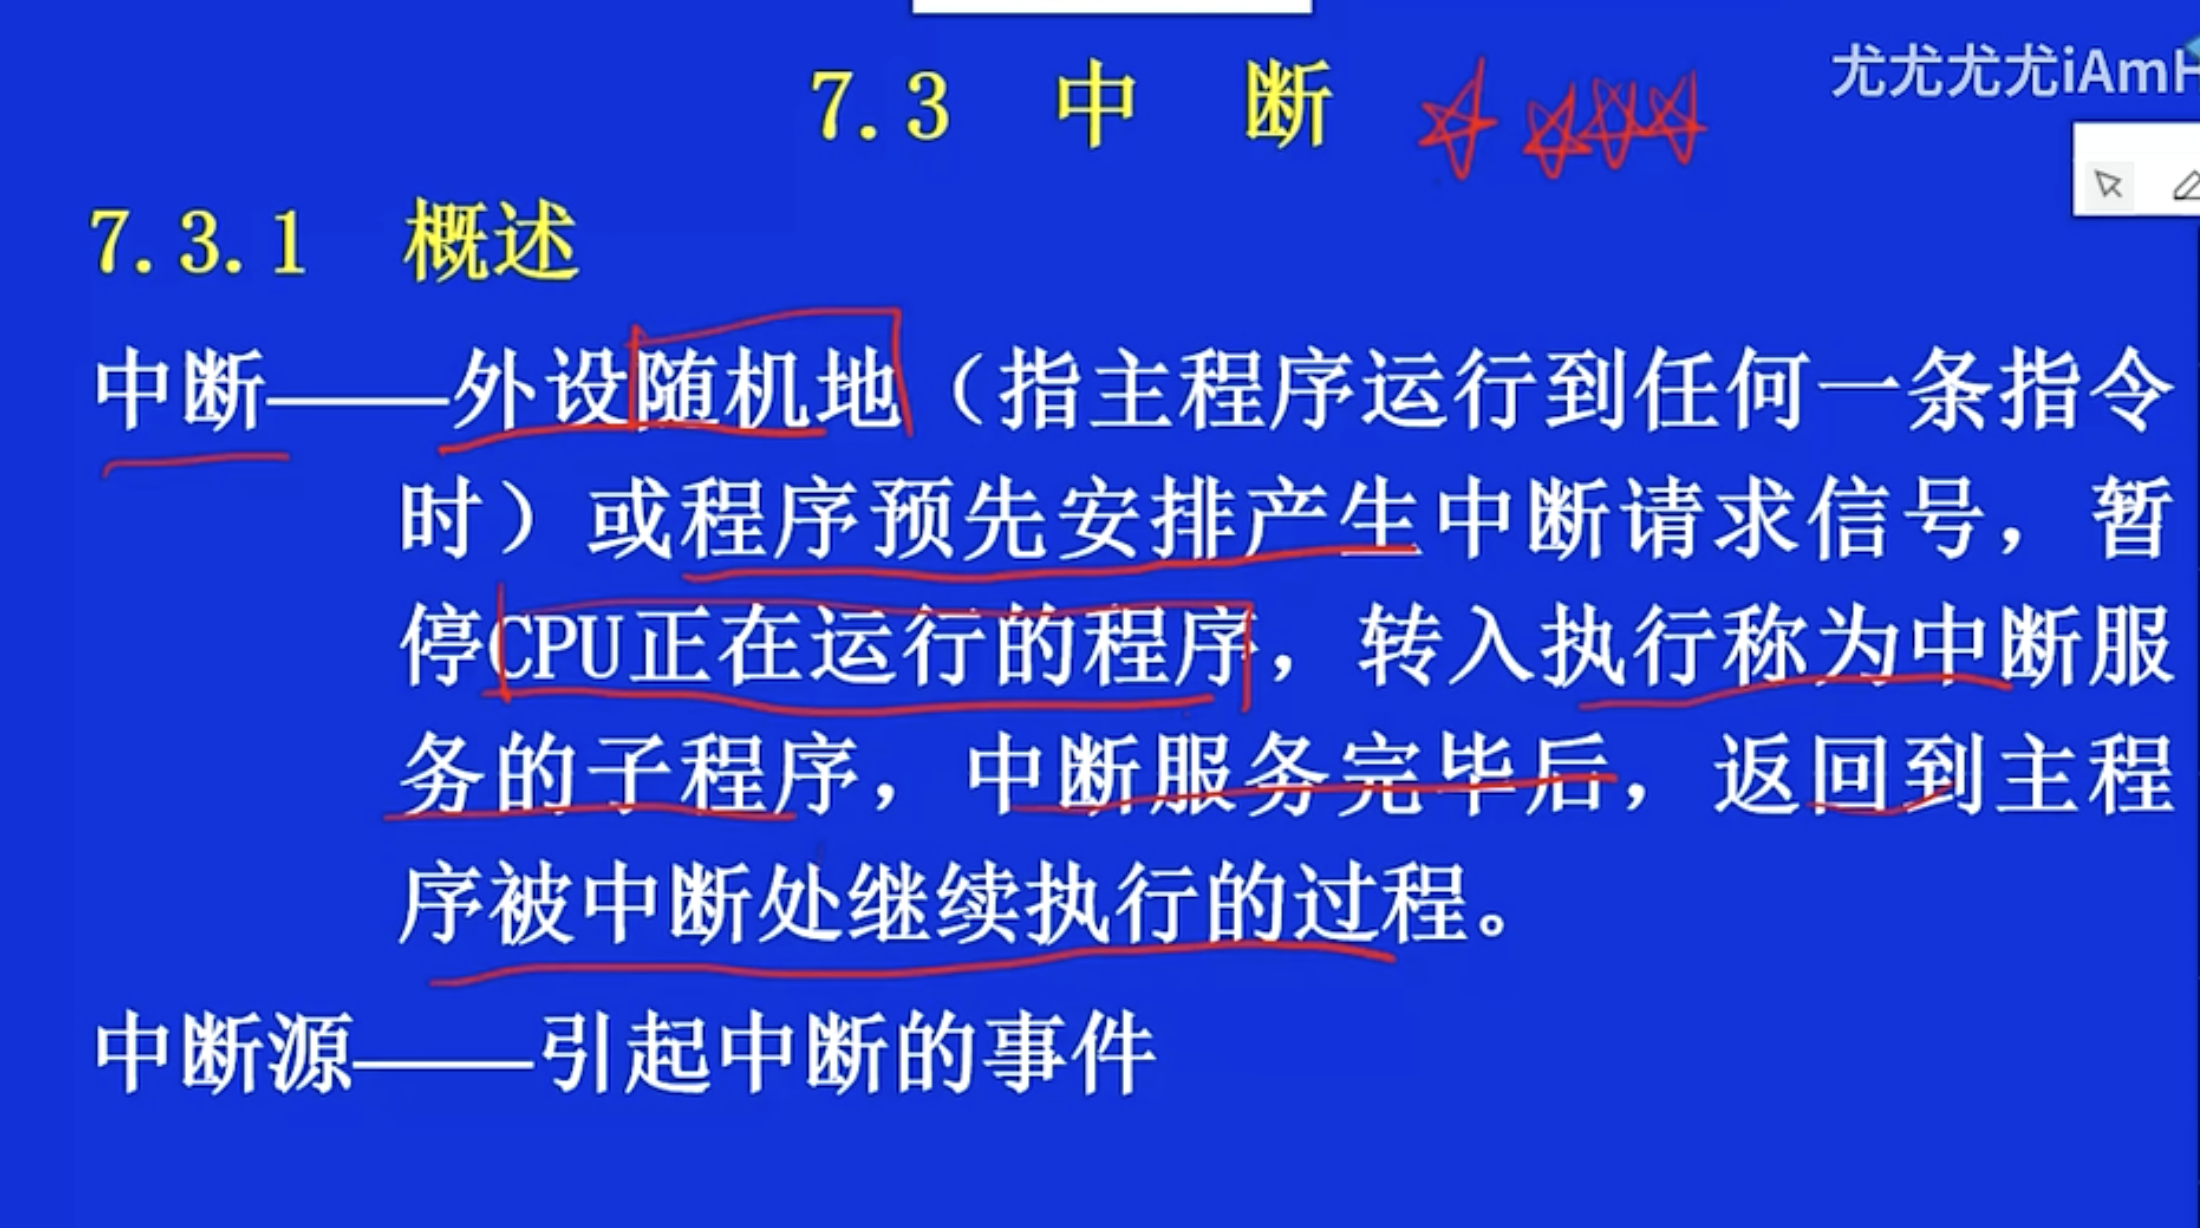 尤尤尤尤iAmH
7.3 中 断
7.3.1 概述
中断——外设随机地（指主程序运行到任何一条指令
时）或程序预先安排产生中断请求信号，暂
停CPU正在运行的程序，转入执行称为中断服
务的子程序，中断服务完毕后，返回到主程
序被中断处继续执行的过程。
中断源——引起中断的事件